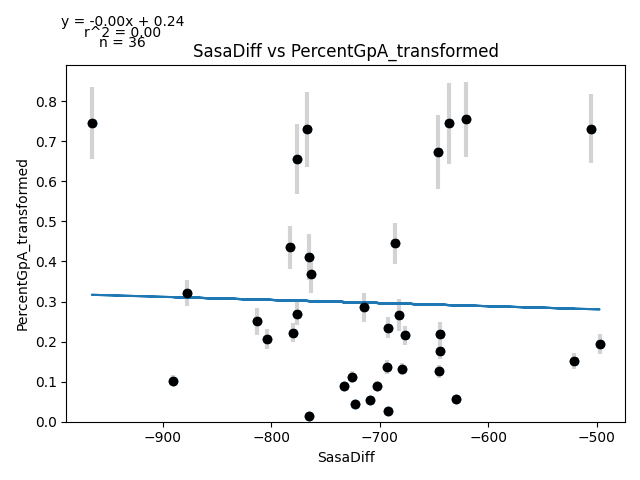 y = -0.00x + 0.24
r^2 = 0.00
n = 36
SasaDiff vs PercentGpA_transformed
PercentGpA_transformed
0.8
0.7
0.6
0.5
0.4
0.3
0.2
0.1
0.0
−900
−800
−700
−600
−500
SasaDiff